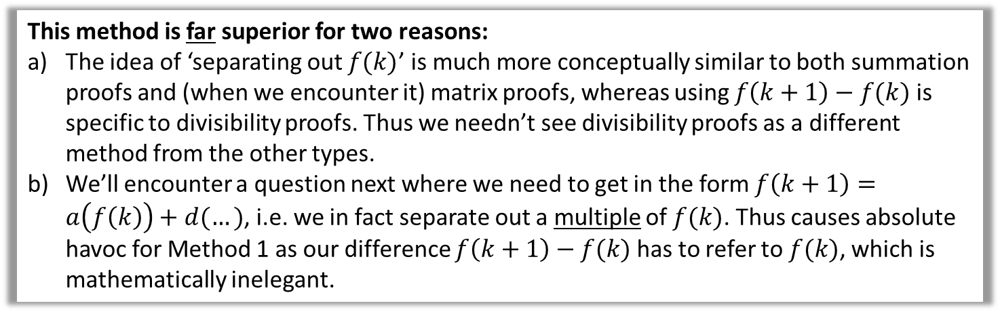 This method is far superior for two reasons:
a) The idea of ‘separating out f(k)’ is much more conceptually similar to both summation
proofs and (when we encounter it) matrix proofs, whereas using f(k + 1) − f(k) is
specific to divisibility proofs. Thus we needn’t see divisibility proofs as a different
method from the other types.
b) We’ll encounter a question next where we need to get in the form f(k + 1) =
a(f(k)) + d(…), i.e. we in fact separate out a multiple of f(k). Thus causes absolute
havoc for Method 1 as our difference f(k + 1) − f(k) has to refer to f(k), which is
mathematically inelegant.